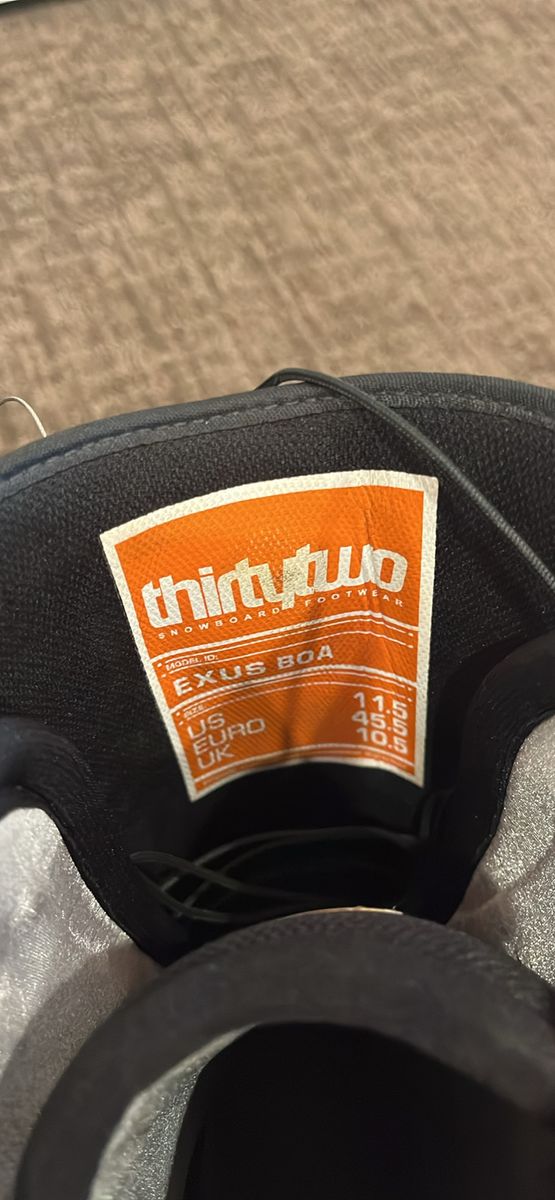 thirtytwo
SNOWBOARD FOOTWEAR
MODEL ID:
EXUS BOA
SIZE:
US 11.5
EURO 45.5
UK 10.5